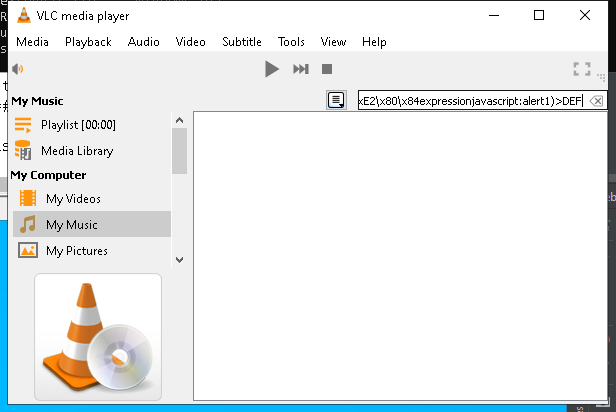 VLC media player
Media Playback Audio Video Subtitle Tools View Help
My Music
xE2\x80\x84expressionjavascript:alert1)>DEF
Playlist [00:00]
Media Library
My Computer
My Videos
My Music
My Pictures